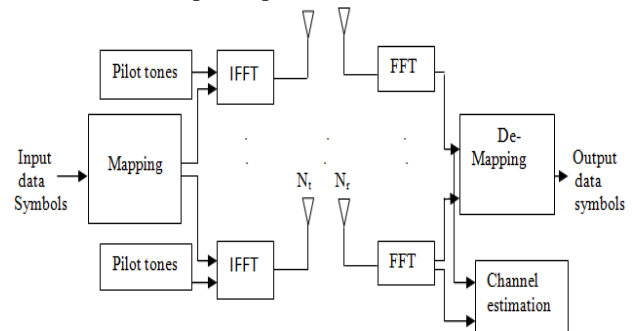 Pilot tones
IFFT
FFT
Input
data
Symbols
Mapping
De-
Mapping
Output
data
symbols
Nt
Nr
Pilot tones
IFFT
FFT
Channel
estimation